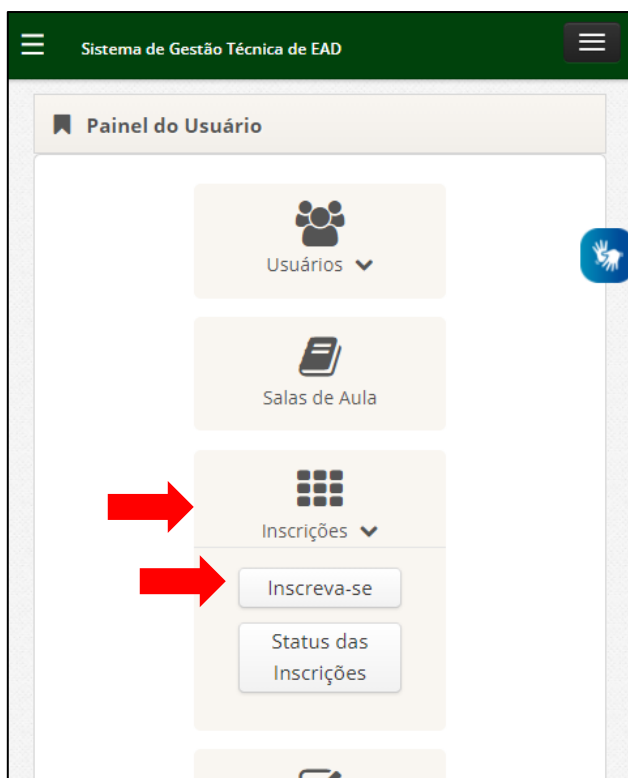 Sistema de Gestão Técnica de EAD
Painel do Usuário
Usuários
Salas de Aula
Inscrições
Inscreva-se
Status das
Inscrições